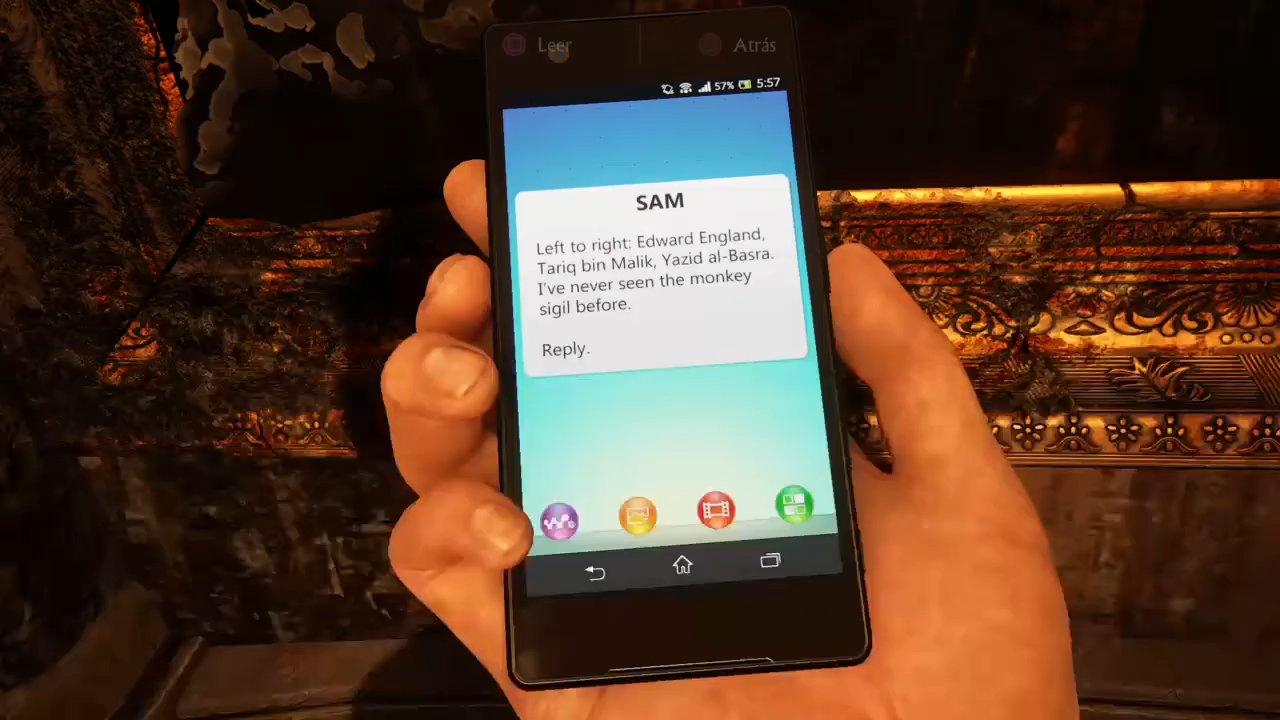 Leer Atrás
57% 5:57
SAM
Left to right: Edward England,
Tariq bin Malik, Yazid al-Basra.
I've never seen the monkey
sigil before.
Reply.